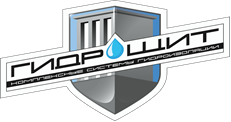 ГИДРОЩИТ
КОМПЛЕКСНЫЕ СИСТЕМЫ ГИДРОИЗОЛЯЦИИ